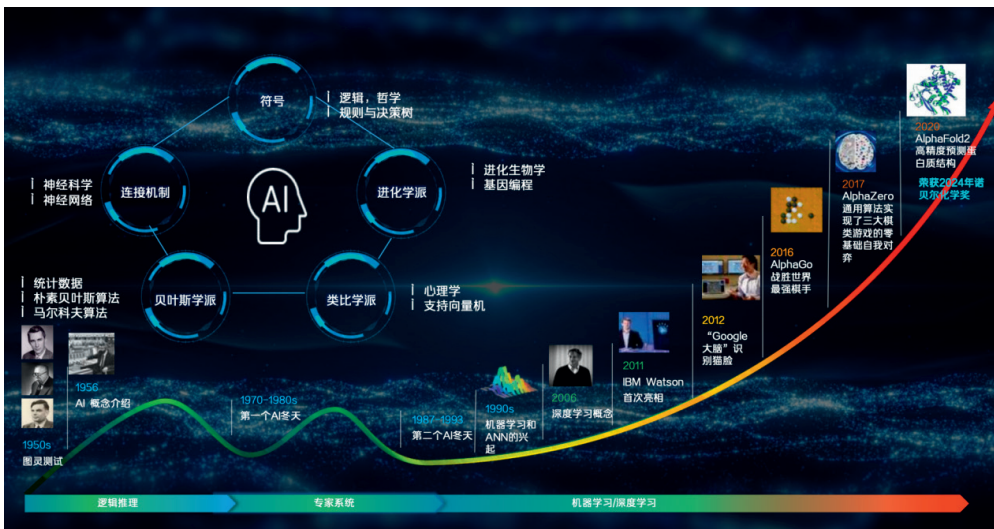 符号
逻辑，哲学
规则与决策树
神经科学
神经网络
连接机制
AI
进化学派
进化生物学
基因编程
统计数据
朴素贝叶斯算法
马尔科夫算法
贝叶斯学派
类比学派
心理学
支持向量机
1950s
图灵测试
1956
AI 概念介绍
1970-1980s
第一个AI冬天
1987-1993
第二个AI冬天
1990s
机器学习和
ANN的兴
起
2006
深度学习概念
2011
IBM Watson
首次亮相
2012
“Google
大脑”识
别猫脸
2016
AlphaGo
战胜世界
最强棋手
2017
AlphaZero
通用算法实
现了三大棋
类游戏的零
基础自我对
弈
2020
AlphaFold2
高精度预测蛋
白质结构
荣获2024年诺
贝尔化学奖
逻辑推理
专家系统
机器学习/深度学习